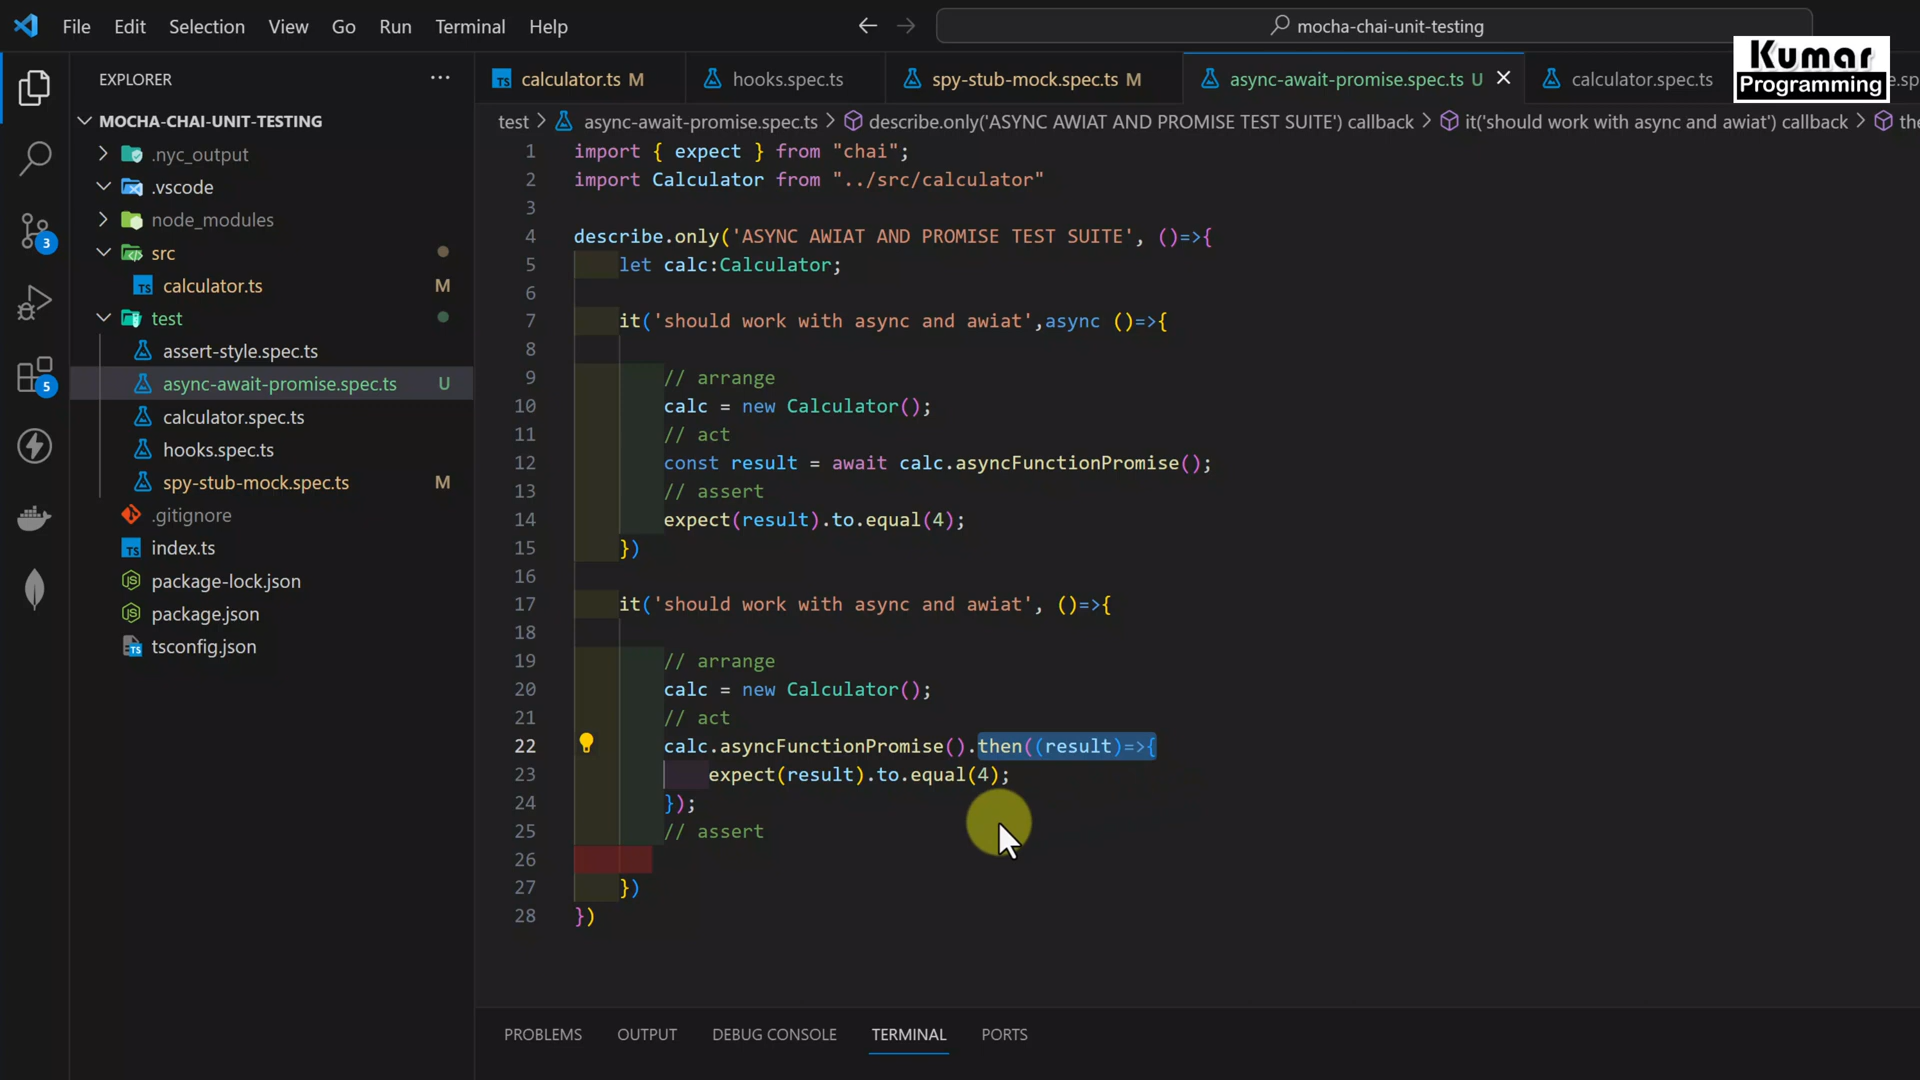 File Edit Selection View Go Run Terminal Help
mocha-chai-unit-testing
Kumar
Programming
EXPLORER
MOCHA-CHAI-UNIT-TESTING
.nyc_output
.vscode
node_modules
src
TS calculator.ts M
test
assert-style.spec.ts
async-await-promise.spec.ts U
calculator.spec.ts
hooks.spec.ts
spy-stub-mock.spec.ts M
.gitignore
TS index.ts
package-lock.json
package.json
tsconfig.json
3
5
TS calculator.ts M hooks.spec.ts spy-stub-mock.spec.ts M async-await-promise.spec.ts U calculator.spec.ts e.sp
test > async-await-promise.spec.ts > describe.only('ASYNC AWIAT AND PROMISE TEST SUITE') callback > it('should work with async and awiat') callback > the
1 import { expect } from "chai";
2 import Calculator from "../src/calculator"
3
4 describe.only('ASYNC AWIAT AND PROMISE TEST SUITE', ()=>{
5 let calc:Calculator;
6
7 it('should work with async and awiat',async ()=>{
8
9 // arrange
10 calc = new Calculator();
11 // act
12 const result = await calc.asyncFunctionPromise();
13 // assert
14 expect(result).to.equal(4);
15 })
16
17 it('should work with async and awiat', ()=>{
18
19 // arrange
20 calc = new Calculator();
21 // act
22 calc.asyncFunctionPromise().then((result)=>{
23 expect(result).to.equal(4);
24 });
25 // assert
26
27 })
28 })
PROBLEMS OUTPUT DEBUG CONSOLE TERMINAL PORTS